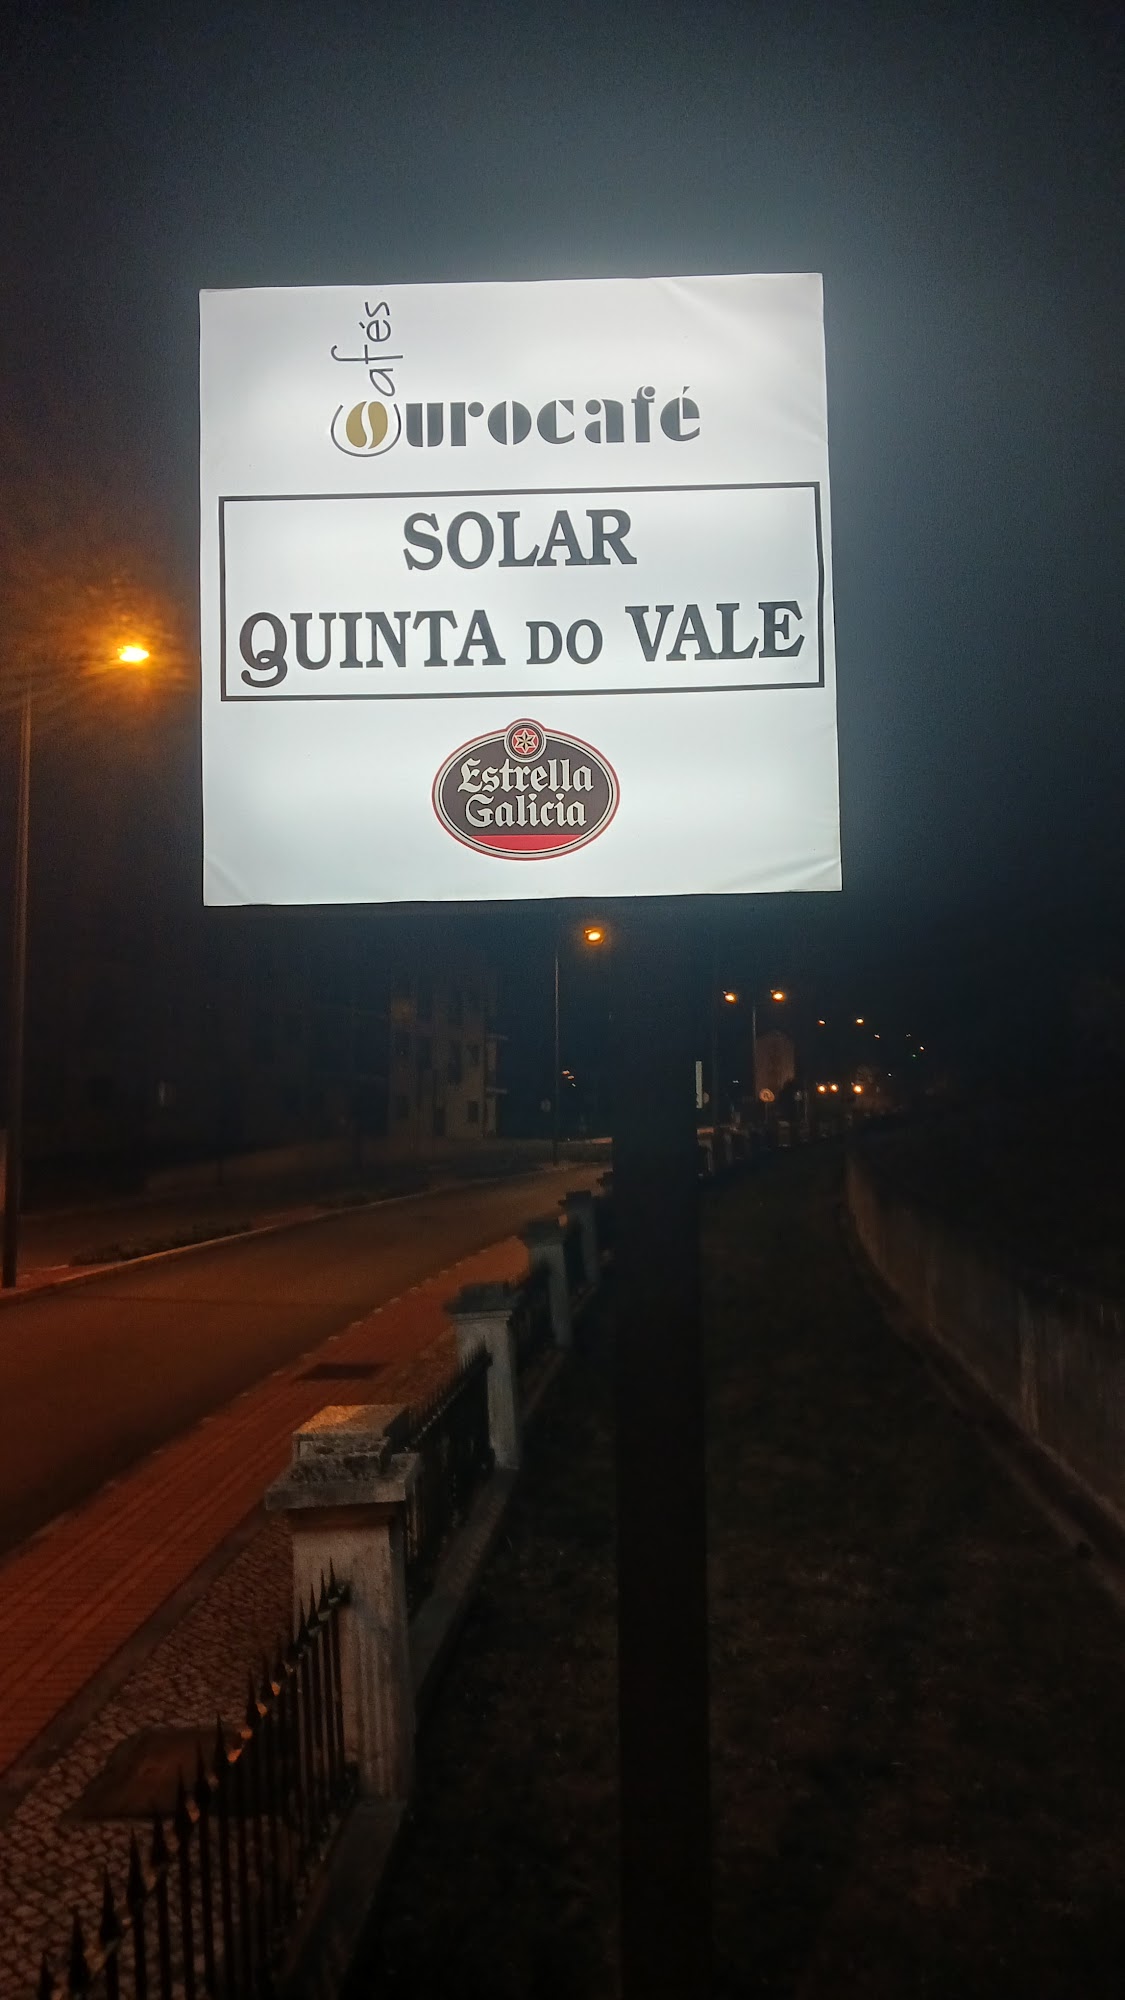 Cafés
Ourocafé
SOLAR
QUINTA DO VALE
Estrella
Galicia